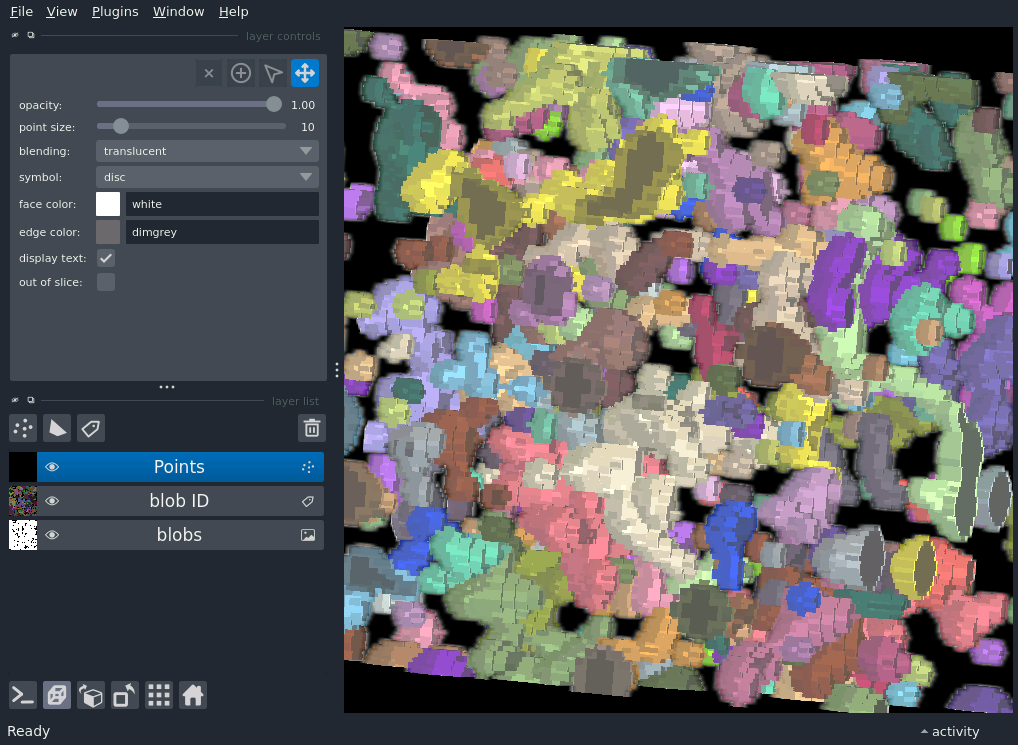 File View Plugins Window Help
layer controls
opacity: 1.00
point size: 10
blending: translucent
symbol: disc
face color: white
edge color: dimgrey
display text:
out of slice:
layer list
Points
blob ID
blobs
Ready activity